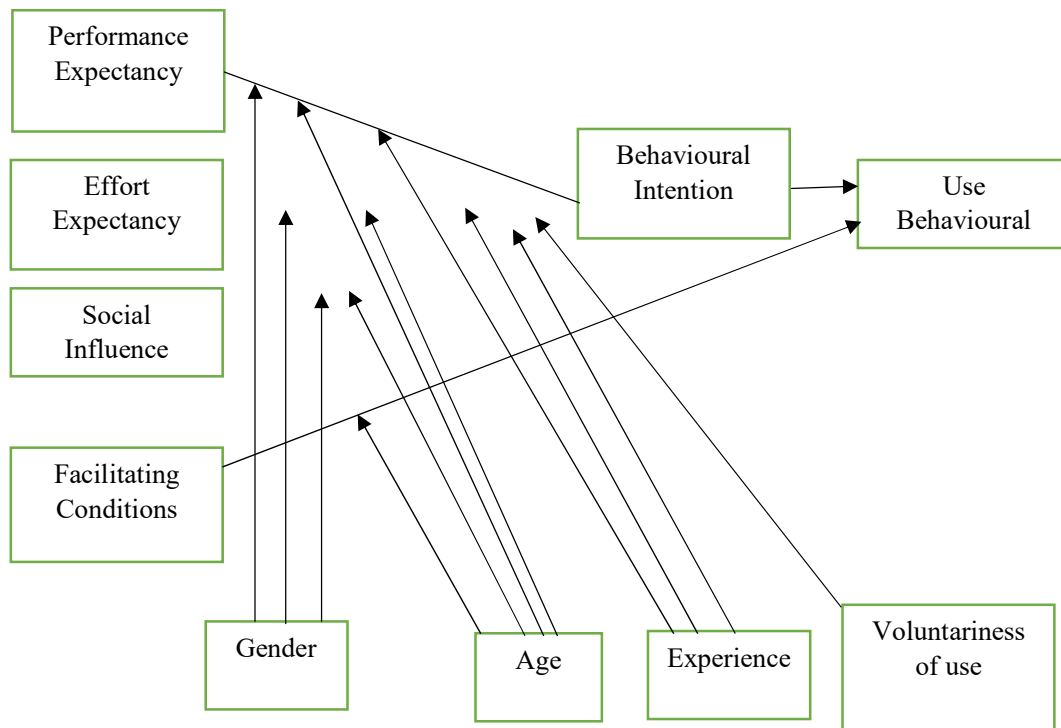 Performance
Expectancy
Behavioural
Intention
Use
Behavioural
Effort
Expectancy
Social
Influence
Facilitating
Conditions
Gender
Age
Experience
Voluntariness
of use